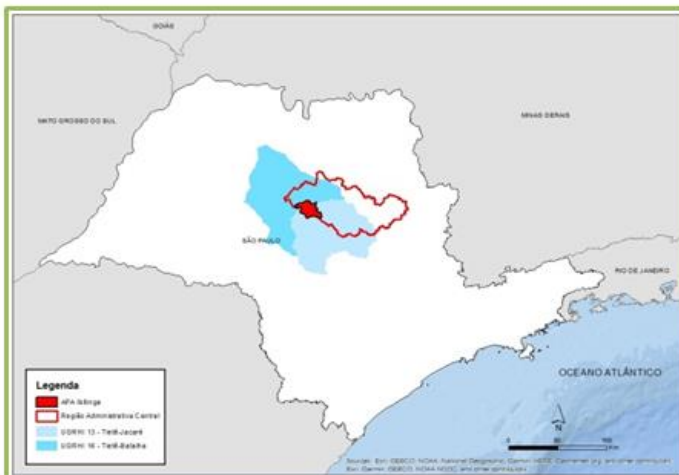 GOIÁS
MATO GROSSO DO SUL
MINAS GERAIS
SÃO PAULO
RIO DE JANEIRO
OCEANO ATLÂNTICO
Legenda
APA Ibitinga
Região Administrativa Central
UGRHI 13 - Tietê-Jacaré
UGRHI 16 - Tietê-Batalha
N